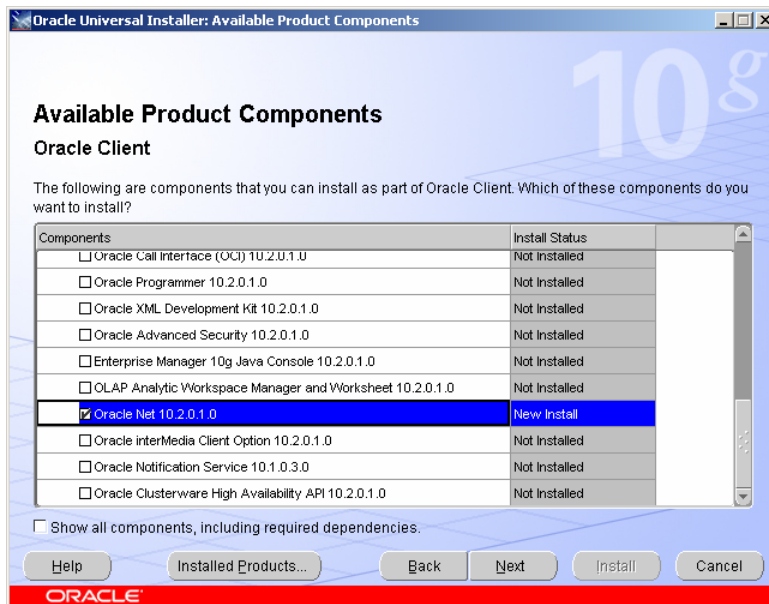 Oracle Universal Installer: Available Product Components
10g
Available Product Components
Oracle Client
The following are components that you can install as part of Oracle Client. Which of these components do you
want to install?
Components Install Status
Oracle Call Interface (OCI) 10.2.0.1.0 Not Installed
Oracle Programmer 10.2.0.1.0 Not Installed
Oracle XML Development Kit 10.2.0.1.0 Not Installed
Oracle Advanced Security 10.2.0.1.0 Not Installed
Enterprise Manager 10g Java Console 10.2.0.1.0 Not Installed
OLAP Analytic Workspace Manager and Worksheet 10.2.0.1.0 Not Installed
Oracle Net 10.2.0.1.0 New Install
Oracle interMedia Client Option 10.2.0.1.0 Not Installed
Oracle Notification Service 10.1.0.3.0 Not Installed
Oracle Clusterware High Availability API 10.2.0.1.0 Not Installed
Show all components, including required dependencies.
Help Installed Products... Back Next Install Cancel
ORACLE